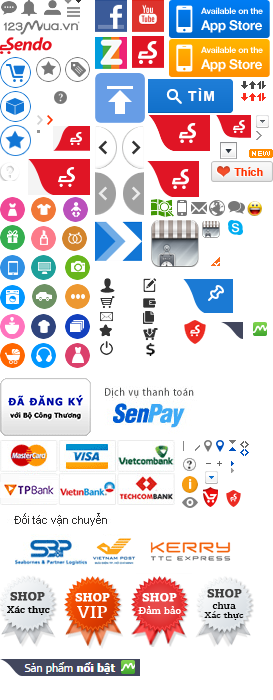 123MUA.VN
Sendo
f
You
Tube
Available on the
App Store
Available on the
App Store
Z
TÌM
NEW
Thích
S
$
ĐÃ ĐĂNG KÝ
với Bộ Công Thương
Dịch vụ thanh toán
SenPay
MasterCard
VISA
Vietcombank
TPBank
VietinBank
TECHCOMBANK
?
i
Đối tác vận chuyển
Seabornes & Partner Logistics
VIETNAM POST
KERRY
TTC EXPRESS
SHOP
Xác thực
SHOP
VIP
SHOP
Đảm bảo
SHOP
chưa
Xác thực
Sản phẩm nổi bật